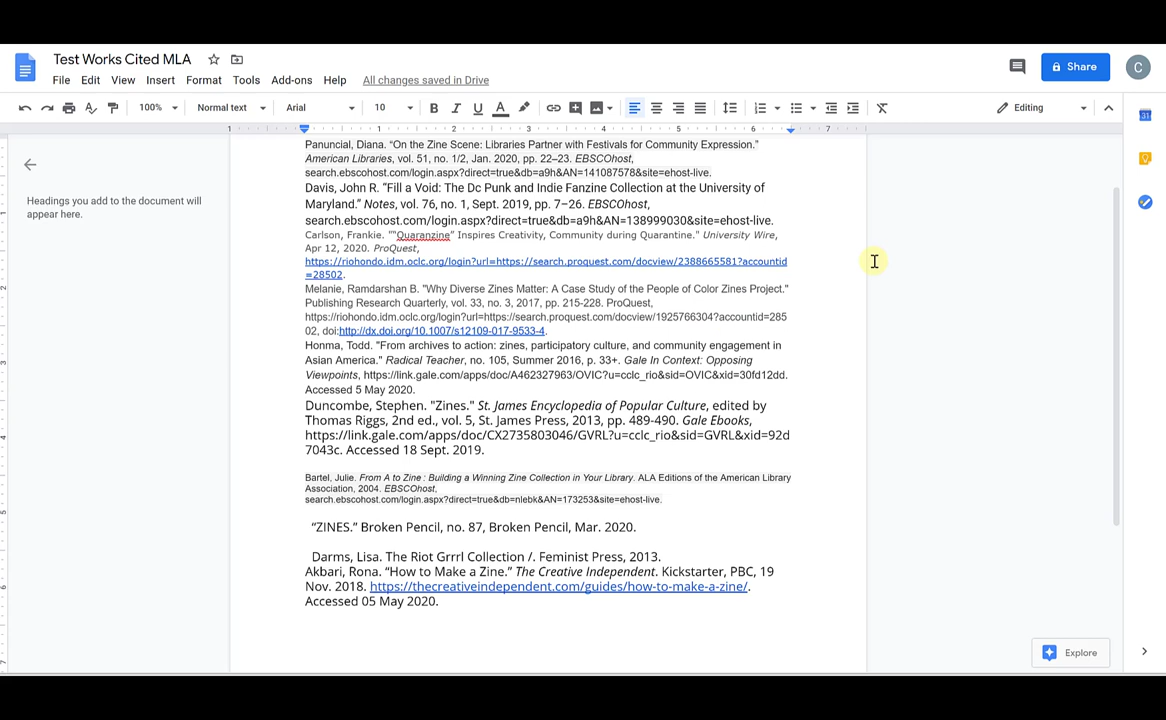 Test Works Cited MLA
File Edit View Insert Format Tools Add-ons Help All changes saved in Drive
Share
C
100% Normal text Arial 10 B I U A Editing
1 1 2 3 4 5 6 7
31
Headings you add to the document will
appear here.
Panuncial, Diana. “On the Zine Scene: Libraries Partner with Festivals for Community Expression.”
American Libraries, vol. 51, no. 1/2, Jan. 2020, pp. 22–23. EBSCOhost,
search.ebscohost.com/login.aspx?direct=true&db=a9h&AN=141087578&site=ehost-live.
Davis, John R. “Fill a Void: The Dc Punk and Indie Fanzine Collection at the University of
Maryland.” Notes, vol. 76, no. 1, Sept. 2019, pp. 7–26. EBSCOhost,
search.ebscohost.com/login.aspx?direct=true&db=a9h&AN=138999030&site=ehost-live.
Carlson, Frankie. "“Quaranzine” Inspires Creativity, Community during Quarantine." University Wire,
Apr 12, 2020. ProQuest,
https://riohondo.idm.oclc.org/login?url=https://search.proquest.com/docview/2388665581?accountid
=28502.
Melanie, Ramdarshan B. "Why Diverse Zines Matter: A Case Study of the People of Color Zines Project."
Publishing Research Quarterly, vol. 33, no. 3, 2017, pp. 215-228. ProQuest,
https://riohondo.idm.oclc.org/login?url=https://search.proquest.com/docview/1925766304?accountid=285
02, doi:http://dx.doi.org/10.1007/s12109-017-9533-4.
Honma, Todd. "From archives to action: zines, participatory culture, and community engagement in
Asian America." Radical Teacher, no. 105, Summer 2016, p. 33+. Gale In Context: Opposing
Viewpoints, https://link.gale.com/apps/doc/A462327963/OVIC?u=cclc_rio&sid=OVIC&xid=30fd12dd.
Accessed 5 May 2020.
Duncombe, Stephen. "Zines." St. James Encyclopedia of Popular Culture, edited by
Thomas Riggs, 2nd ed., vol. 5, St. James Press, 2013, pp. 489-490. Gale Ebooks,
https://link.gale.com/apps/doc/CX2735803046/GVRL?u=cclc_rio&sid=GVRL&xid=92d
7043c. Accessed 18 Sept. 2019.
Bartel, Julie. From A to Zine : Building a Winning Zine Collection in Your Library. ALA Editions of the American Library
Association, 2004. EBSCOhost,
search.ebscohost.com/login.aspx?direct=true&db=nlebk&AN=173253&site=ehost-live.
“ZINES.” Broken Pencil, no. 87, Broken Pencil, Mar. 2020.
Darms, Lisa. The Riot Grrrl Collection /. Feminist Press, 2013.
Akbari, Rona. “How to Make a Zine.” The Creative Independent. Kickstarter, PBC, 19
Nov. 2018. https://thecreativeindependent.com/guides/how-to-make-a-zine/.
Accessed 05 May 2020.
Explore